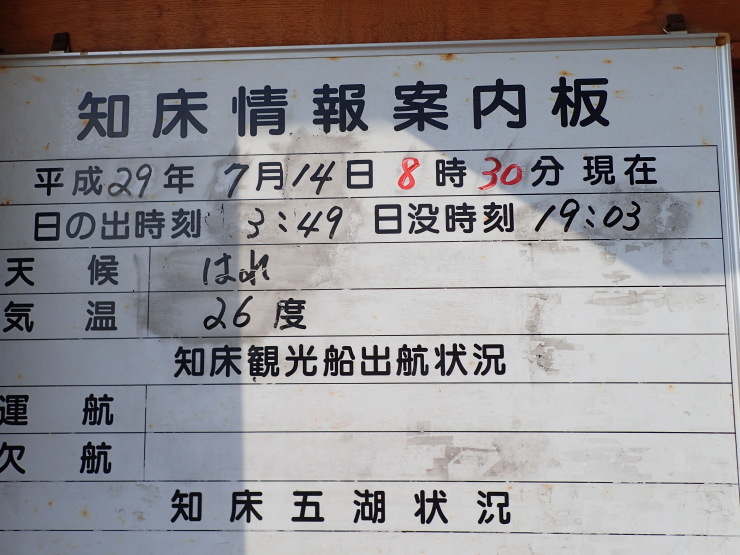 知床情報案内板
平成29年 7月14日 8時30分 現在
日の出時刻 3:49 日没時刻 19:03
天候 はれ
気温 26度
知床観光船出航状況
運航
欠航
知床五湖状況